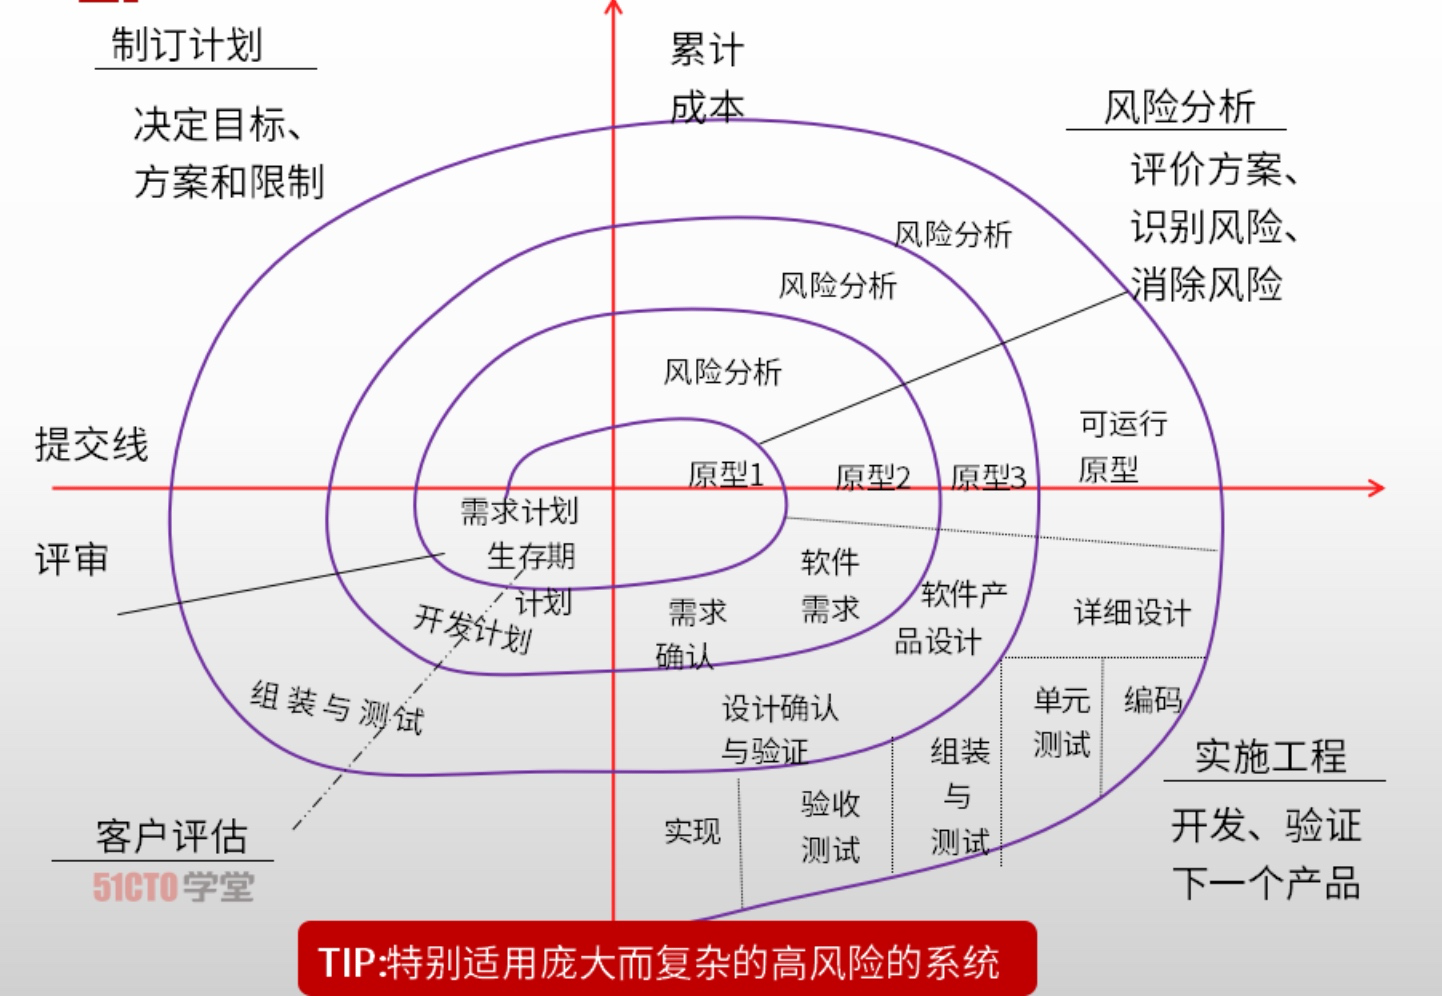 制订计划
决定目标、
方案和限制
累计
成本
风险分析
评价方案、
识别风险、
消除风险
风险分析
风险分析
风险分析
提交线
评审
原型1
原型2
原型3
可运行
原型
需求计划
生存期
计划
开发计划
组装与测试
需求
确认
软件
需求
软件产
品设计
详细设计
设计确认
与验证
单元
测试
编码
组装
与
测试
验收
测试
实现
实施工程
开发、验证
下一个产品
客户评估
51CTO学堂
TIP:特别适用庞大而复杂的高风险的系统